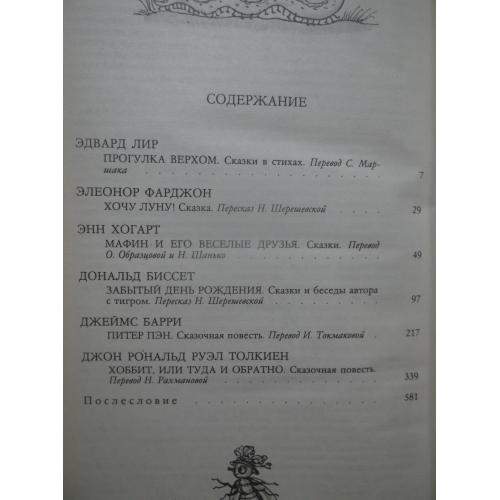 СОДЕРЖАНИЕ
ЭДВАРД ЛИР
ПРОГУЛКА ВЕРХОМ. Сказки в стихах. Перевод С. Мар-
шака . . . . . . . . . . . . . . . . . 7
ЭЛЕОНОР ФАРДЖОН
ХОЧУ ЛУНУ! Сказка. Пересказ Н. Шерешевской . . . . 29
ЭНН ХОГАРТ
МАФИН И ЕГО ВЕСЕЛЫЕ ДРУЗЬЯ. Сказки. Перевод
О. Образцовой и Н. Шанько . . . . . . . . . . 49
ДОНАЛЬД БИССЕТ
ЗАБЫТЫЙ ДЕНЬ РОЖДЕНИЯ. Сказки и беседы автора
с тигром. Пересказ Н. Шерешевской . . . . . . . 97
ДЖЕЙМС БАРРИ
ПИТЕР ПЭН. Сказочная повесть. Перевод И. Токмаковой . 217
ДЖОН РОНАЛЬД РУЭЛ ТОЛКИЕН
ХОББИТ, ИЛИ ТУДА И ОБРАТНО. Сказочная повесть.
Перевод Н. Рахмановой . . . . . . . . . . . 339
Послесловие . . . . . . . . . . . . . 581